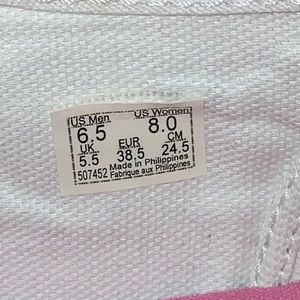 US Men US Women
6.5 8.0
UK EUR CM
5.5 38.5 24.5
Made in Philippines
507452 Fabrique aux Philippines